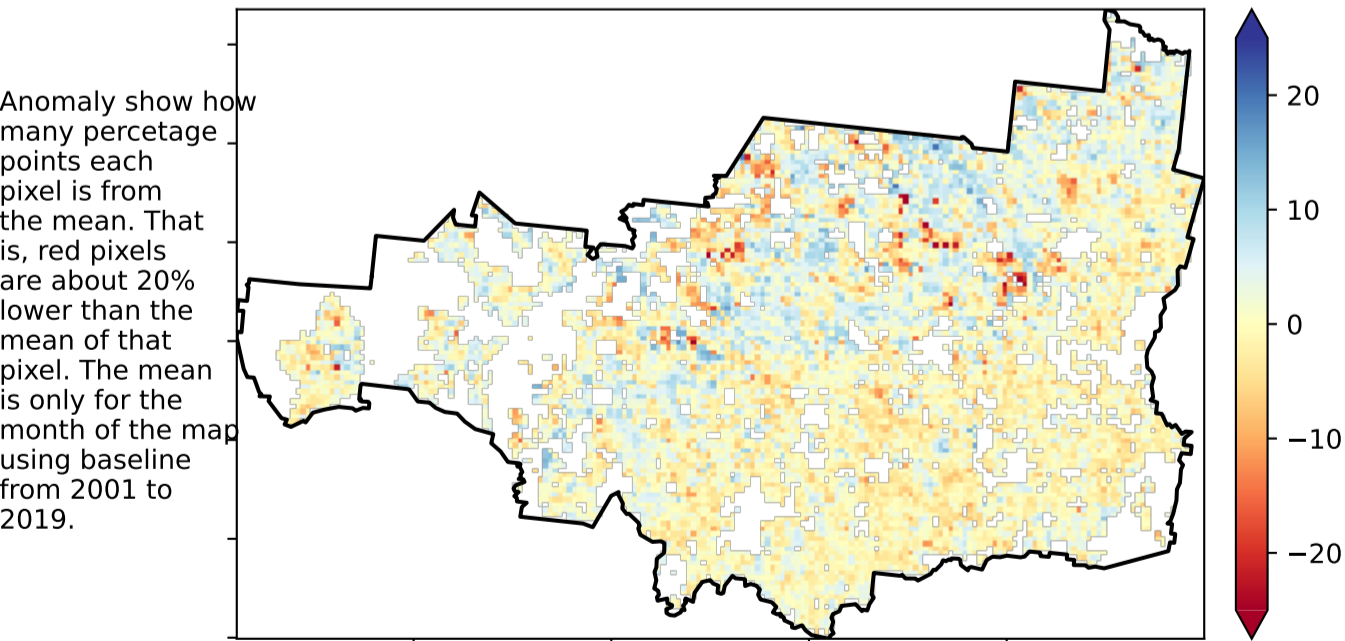 Anomaly show how
many percetage
points each
pixel is from
the mean. That
is, red pixels
are about 20%
lower than the
mean of that
pixel. The mean
is only for the
month of the map
using baseline
from 2001 to
2019.
20
10
0
−10
−20